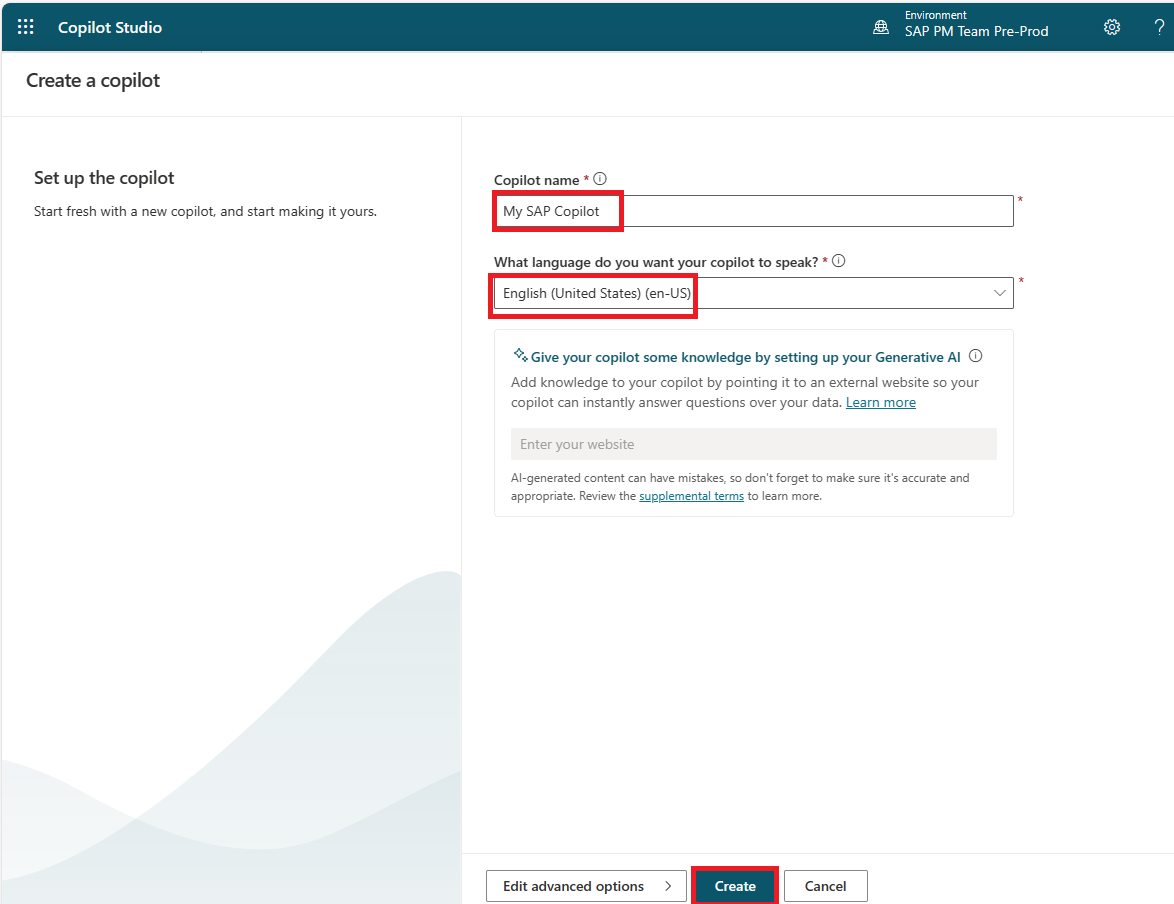 Copilot Studio
Environment
SAP PM Team Pre-Prod
?
Create a copilot
Set up the copilot
Start fresh with a new copilot, and start making it yours.
Copilot name *
My SAP Copilot
*
What language do you want your copilot to speak? *
English (United States) (en-US)
*
Give your copilot some knowledge by setting up your Generative AI
Add knowledge to your copilot by pointing it to an external website so your
copilot can instantly answer questions over your data. Learn more
Enter your website
AI-generated content can have mistakes, so don't forget to make sure it's accurate and
appropriate. Review the supplemental terms to learn more.
Edit advanced options
Create
Cancel